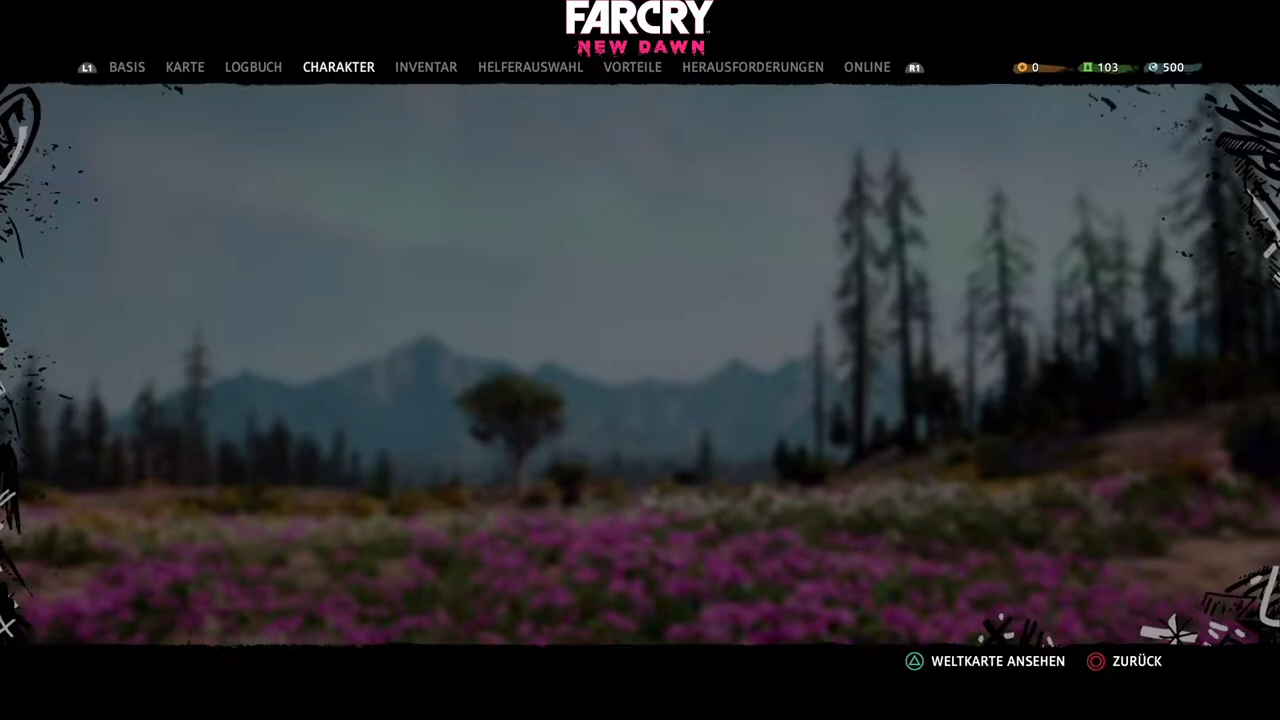 FARCRY
NEW DAWN
L1 BASIS KARTE LOGBUCH CHARAKTER INVENTAR HELFERAUSWAHL VORTEILE HERAUSFORDERUNGEN ONLINE R1 0 103 500
WELTKARTE ANSEHEN ZURÜCK